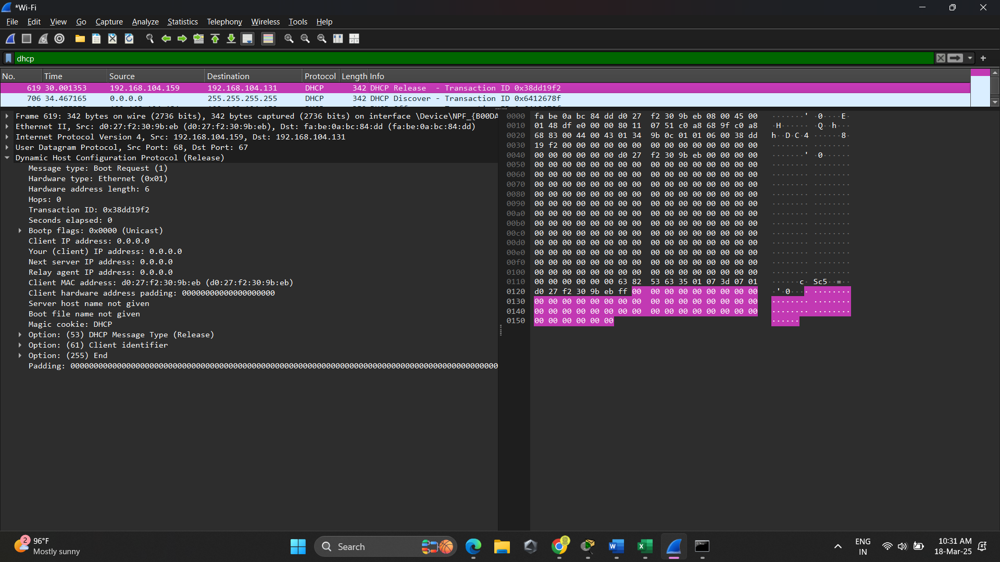 *Wi-Fi
File Edit View Go Capture Analyze Statistics Telephony Wireless Tools Help
dhcp
No. Time Source Destination Protocol Length Info
619 30.001353 192.168.104.159 192.168.104.131 DHCP 342 DHCP Release - Transaction ID 0x38dd19f2
706 34.467165 0.0.0.0 255.255.255.255 DHCP 342 DHCP Discover - Transaction ID 0x6412678f
Frame 619: 342 bytes on wire (2736 bits), 342 bytes captured (2736 bits) on interface \Device\NPF_{B00DA
Ethernet II, Src: d0:27:f2:30:9b:eb (d0:27:f2:30:9b:eb), Dst: fa:be:0a:bc:84:dd (fa:be:0a:bc:84:dd)
Internet Protocol Version 4, Src: 192.168.104.159, Dst: 192.168.104.131
User Datagram Protocol, Src Port: 68, Dst Port: 67
Dynamic Host Configuration Protocol (Release)
Message type: Boot Request (1)
Hardware type: Ethernet (0x01)
Hardware address length: 6
Hops: 0
Transaction ID: 0x38dd19f2
Seconds elapsed: 0
Bootp flags: 0x0000 (Unicast)
Client IP address: 0.0.0.0
Your (client) IP address: 0.0.0.0
Next server IP address: 0.0.0.0
Relay agent IP address: 0.0.0.0
Client MAC address: d0:27:f2:30:9b:eb (d0:27:f2:30:9b:eb)
Client hardware address padding: 00000000000000000000
Server host name not given
Boot file name not given
Magic cookie: DHCP
Option: (53) DHCP Message Type (Release)
Option: (61) Client identifier
Option: (255) End
Padding: 00000000000000000000000000000000000000000000000000000000000000000000000000000000000000000000
0000 fa be 0a bc 84 dd d0 27 f2 30 9b eb 08 00 45 00 ·······' ·0····E·
0010 01 48 df e0 00 00 80 11 07 51 c0 a8 68 9f c0 a8 ·H······ ·Q··h···
0020 68 83 00 44 00 43 01 34 9b 0c 01 01 06 00 38 dd h··D·C·4 ······8·
0030 19 f2 00 00 00 00 00 00 00 00 00 00 00 00 00 00 ········ ········
0040 00 00 00 00 00 00 d0 27 f2 30 9b eb 00 00 00 00 ·······' ·0······
0050 00 00 00 00 00 00 00 00 00 00 00 00 00 00 00 00 ········ ········
0060 00 00 00 00 00 00 00 00 00 00 00 00 00 00 00 00 ········ ········
0070 00 00 00 00 00 00 00 00 00 00 00 00 00 00 00 00 ········ ········
0080 00 00 00 00 00 00 00 00 00 00 00 00 00 00 00 00 ········ ········
0090 00 00 00 00 00 00 00 00 00 00 00 00 00 00 00 00 ········ ········
00a0 00 00 00 00 00 00 00 00 00 00 00 00 00 00 00 00 ········ ········
00b0 00 00 00 00 00 00 00 00 00 00 00 00 00 00 00 00 ········ ········
00c0 00 00 00 00 00 00 00 00 00 00 00 00 00 00 00 00 ········ ········
00d0 00 00 00 00 00 00 00 00 00 00 00 00 00 00 00 00 ········ ········
00e0 00 00 00 00 00 00 00 00 00 00 00 00 00 00 00 00 ········ ········
00f0 00 00 00 00 00 00 00 00 00 00 00 00 00 00 00 00 ········ ········
0100 00 00 00 00 00 00 00 00 00 00 00 00 00 00 00 00 ········ ········
0110 00 00 00 00 00 00 63 82 53 63 35 01 07 3d 07 01 ······c· Sc5··=··
0120 d0 27 f2 30 9b eb ff 00 00 00 00 00 00 00 00 00 ·'·0···· ········
0130 00 00 00 00 00 00 00 00 00 00 00 00 00 00 00 00 ········ ········
0140 00 00 00 00 00 00 00 00 00 00 00 00 00 00 00 00 ········ ········
0150 00 00 00 00 00 00 ······
2
96°F
Mostly sunny
Search
ENG
IN
10:31 AM
18-Mar-25